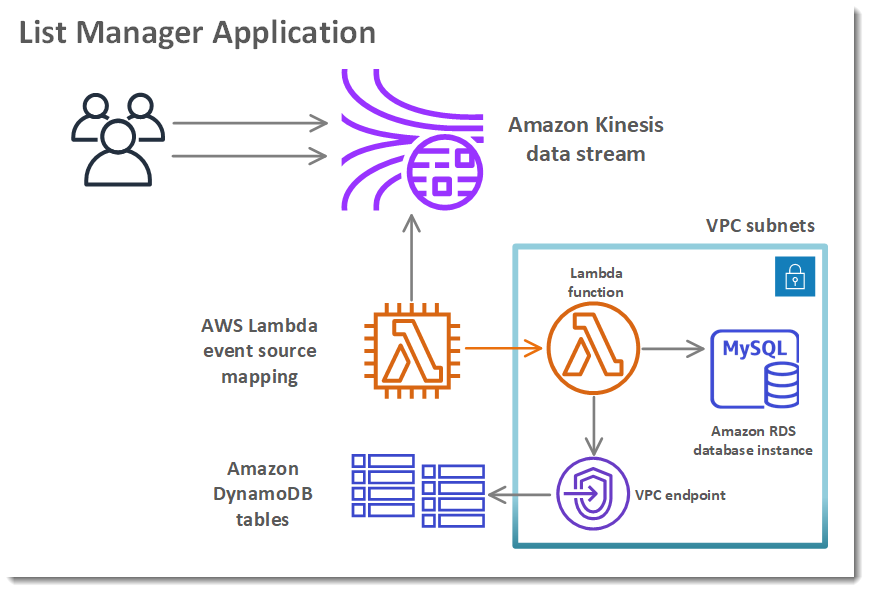 List Manager Application
Amazon Kinesis
data stream
VPC subnets
Lambda
function
AWS Lambda
event source
mapping
MySQL
Amazon RDS
database instance
Amazon
DynamoDB
tables
VPC endpoint